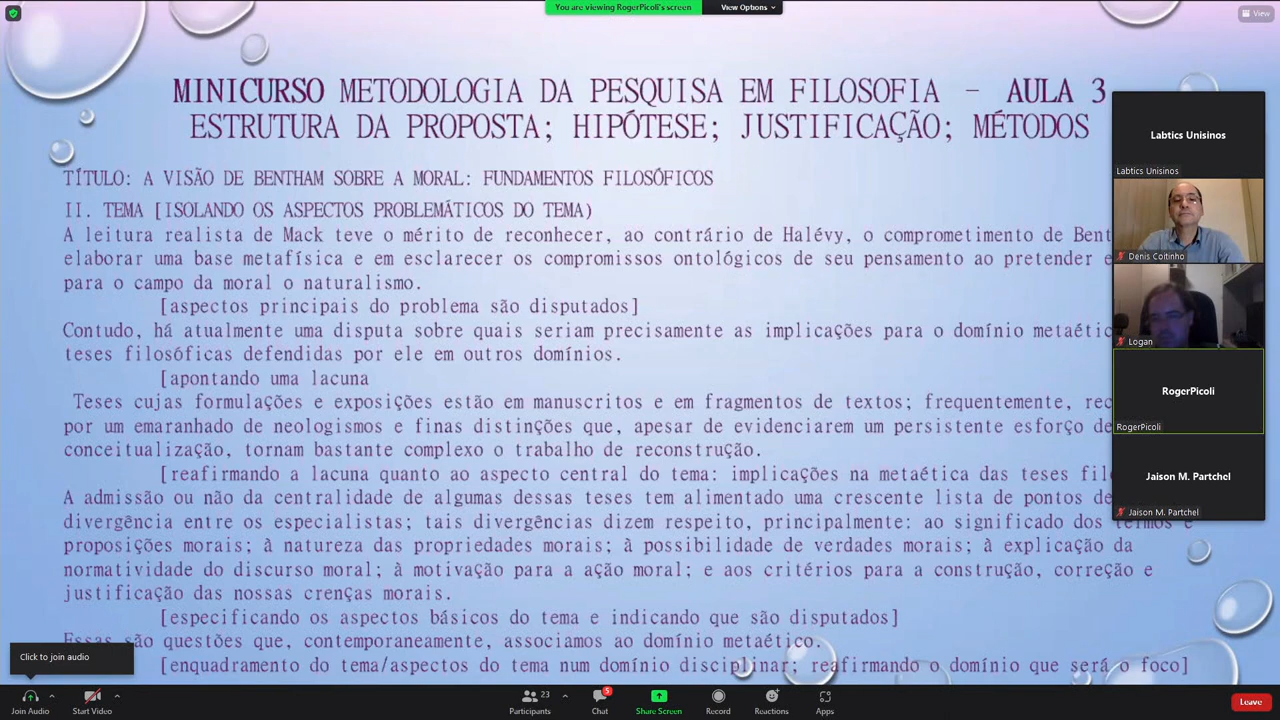 You are viewing RogerPicoli's screen
View Options
View
MINICURSO METODOLOGIA DA PESQUISA EM FILOSOFIA – AULA 3
ESTRUTURA DA PROPOSTA; HIPÓTESE; JUSTIFICAÇÃO; MÉTODOS
TÍTULO: A VISÃO DE BENTHAM SOBRE A MORAL: FUNDAMENTOS FILOSÓFICOS
II. TEMA [ISOLANDO OS ASPECTOS PROBLEMÁTICOS DO TEMA)
A leitura realista de Mack teve o mérito de reconhecer, ao contrário de Halévy, o comprometimento de Bent
elaborar uma base metafísica e em esclarecer os compromissos ontológicos de seu pensamento ao pretender e
para o campo da moral o naturalismo.
[aspectos principais do problema são disputados]
Contudo, há atualmente uma disputa sobre quais seriam precisamente as implicações para o domínio metaétic
teses filosóficas defendidas por ele em outros domínios.
[apontando uma lacuna
Teses cujas formulações e exposições estão em manuscritos e em fragmentos de textos; frequentemente, rec
por um emaranhado de neologismos e finas distinções que, apesar de evidenciarem um persistente esforço de
conceitualização, tornam bastante complexo o trabalho de reconstrução.
[reafirmando a lacuna quanto ao aspecto central do tema: implicações na metaética das teses fil
A admissão ou não da centralidade de algumas dessas teses tem alimentado uma crescente lista de pontos de
divergência entre os especialistas; tais divergências dizem respeito, principalmente: ao significado dos termos e
proposições morais; à natureza das propriedades morais; à possibilidade de verdades morais; à explicação da
normatividade do discurso moral; à motivação para a ação moral; e aos critérios para a construção, correção e
justificação das nossas crenças morais.
[especificando os aspectos básicos do tema e indicando que são disputados]
Essas são questões que, contemporaneamente, associamos ao domínio metaético.
[enquadramento do tema/aspectos do tema num domínio disciplinar; reafirmando o domínio que será o foco]
Labtics Unisinos
Labtics Unisinos
Denis Coitinho
Logan
RogerPicoli
RogerPicoli
Jaison M. Partchel
Jaison M. Partchel
Click to join audio
Join Audio
Start Video
23
Participants
5
Chat
Share Screen
Record
Reactions
Apps
Leave